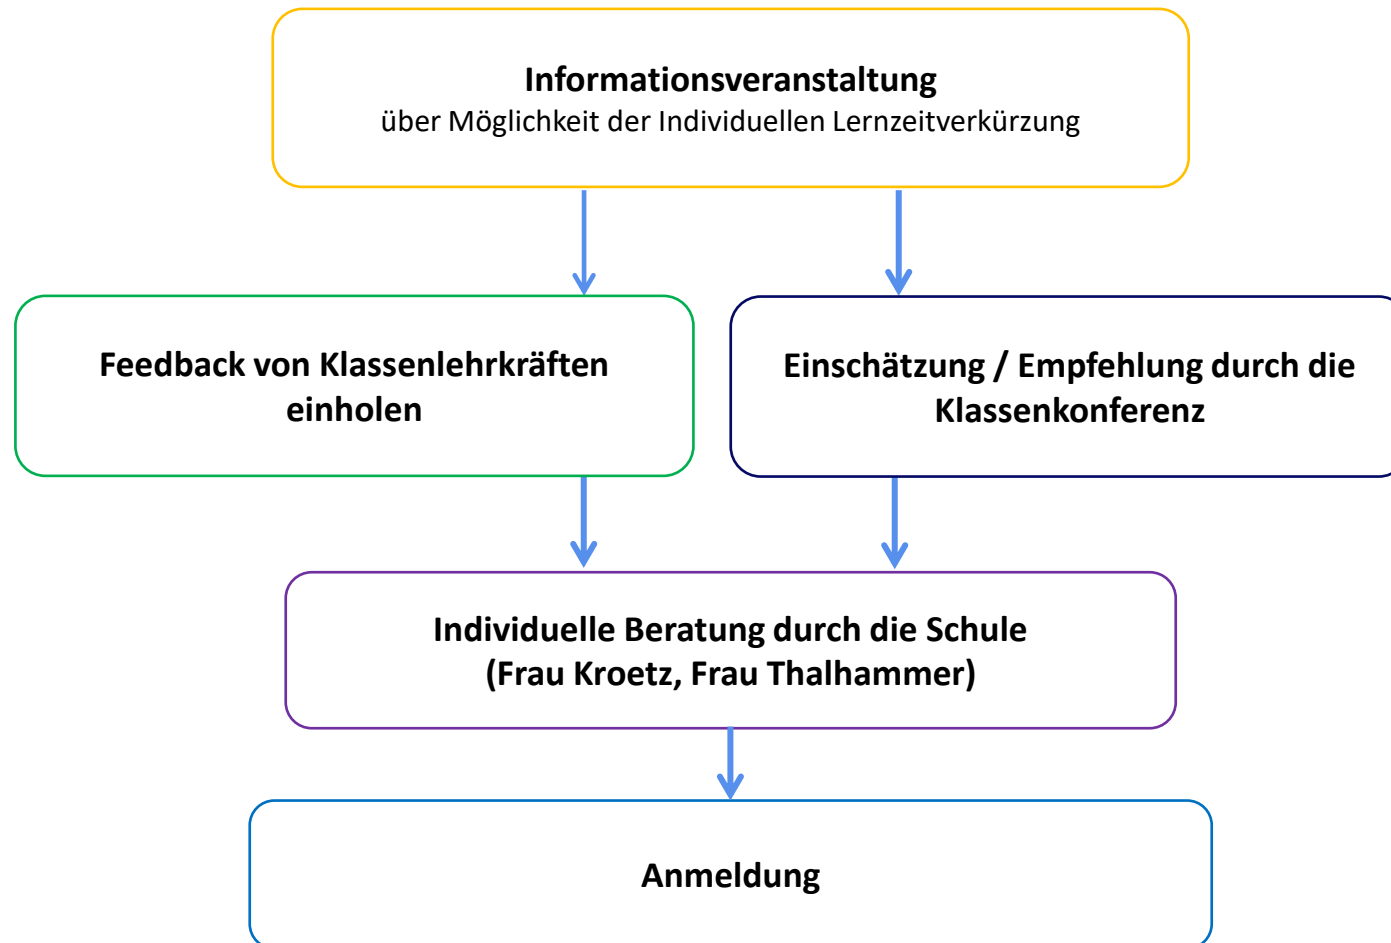 Informationsveranstaltung
über Möglichkeit der Individuellen Lernzeitverkürzung
Feedback von Klassenlehrkräften
einholen
Einschätzung / Empfehlung durch die
Klassenkonferenz
Individuelle Beratung durch die Schule
(Frau Kroetz, Frau Thalhammer)
Anmeldung